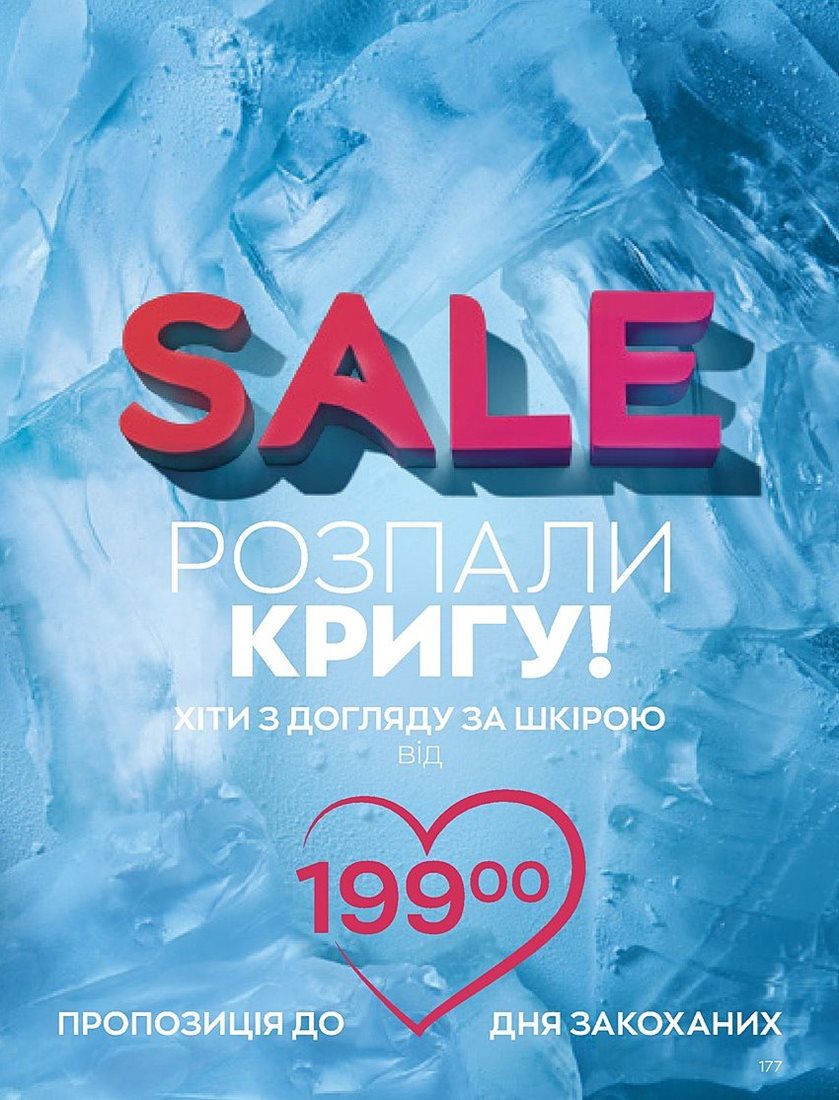 SALE
РОЗПАЛИ
КРИГУ!
ХІТИ З ДОГЛЯДУ ЗА ШКІРОЮ
від
199⁰⁰
ПРОПОЗИЦІЯ ДО ДНЯ ЗАКОХАНИХ
177